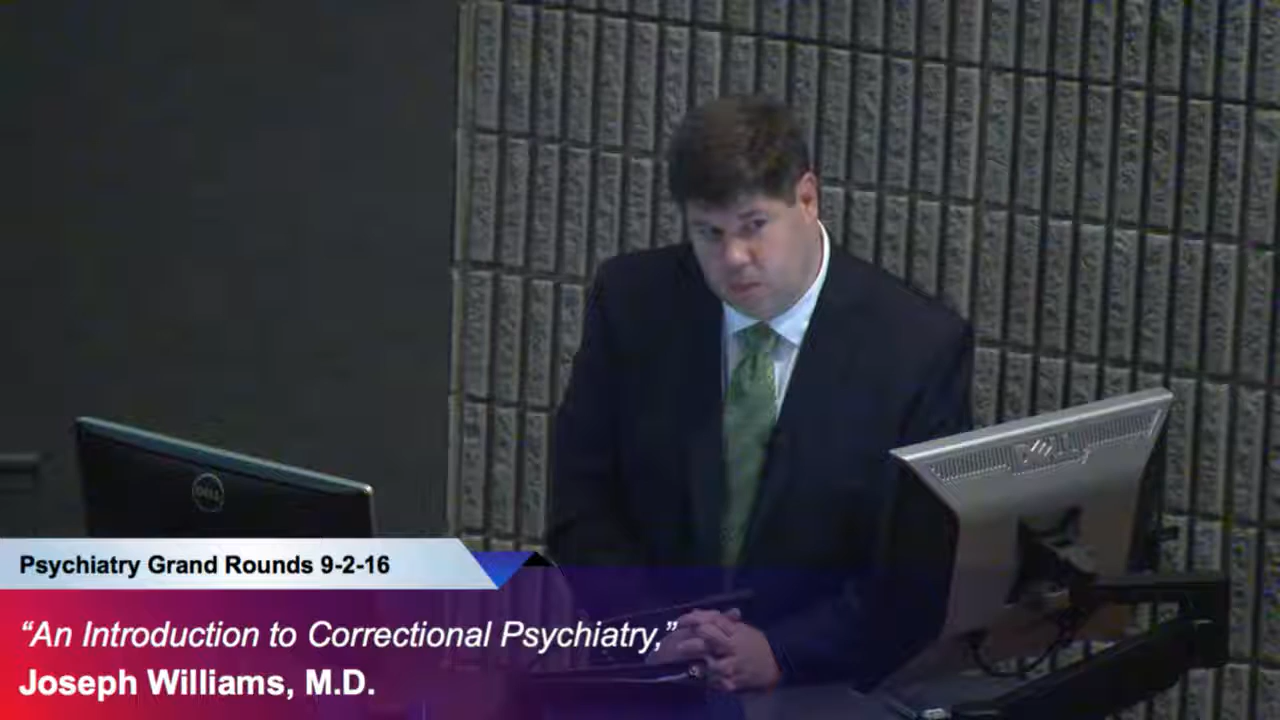 DELL
Psychiatry Grand Rounds 9-2-16
“An Introduction to Correctional Psychiatry,”
Joseph Williams, M.D.